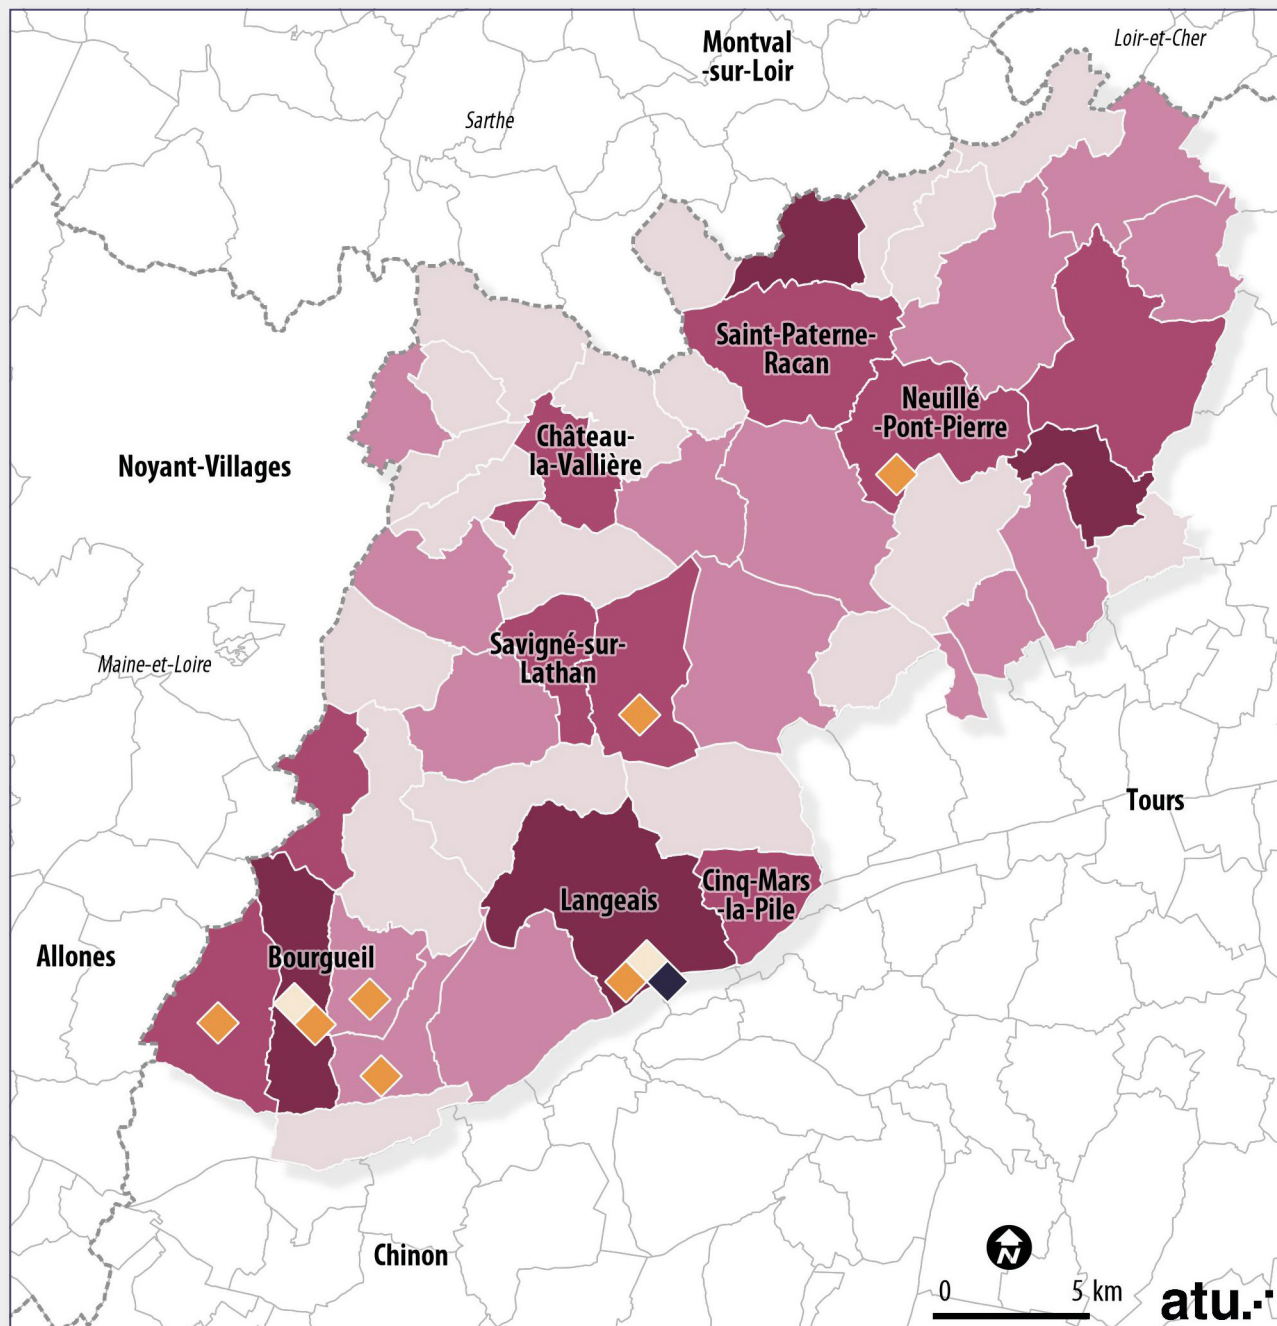 Montval
-sur-Loir
Loir-et-Cher
Sarthe
Saint-Paterne-
Racan
Neuillé
-Pont-Pierre
Château-
la-Vallière
Noyant-Villages
Savigné-sur-
Lathan
Maine-et-Loire
Tours
Cinq-Mars
-la-Pile
Langeais
Allones
Bourgueil
Chinon
N
0 5 km
atu.